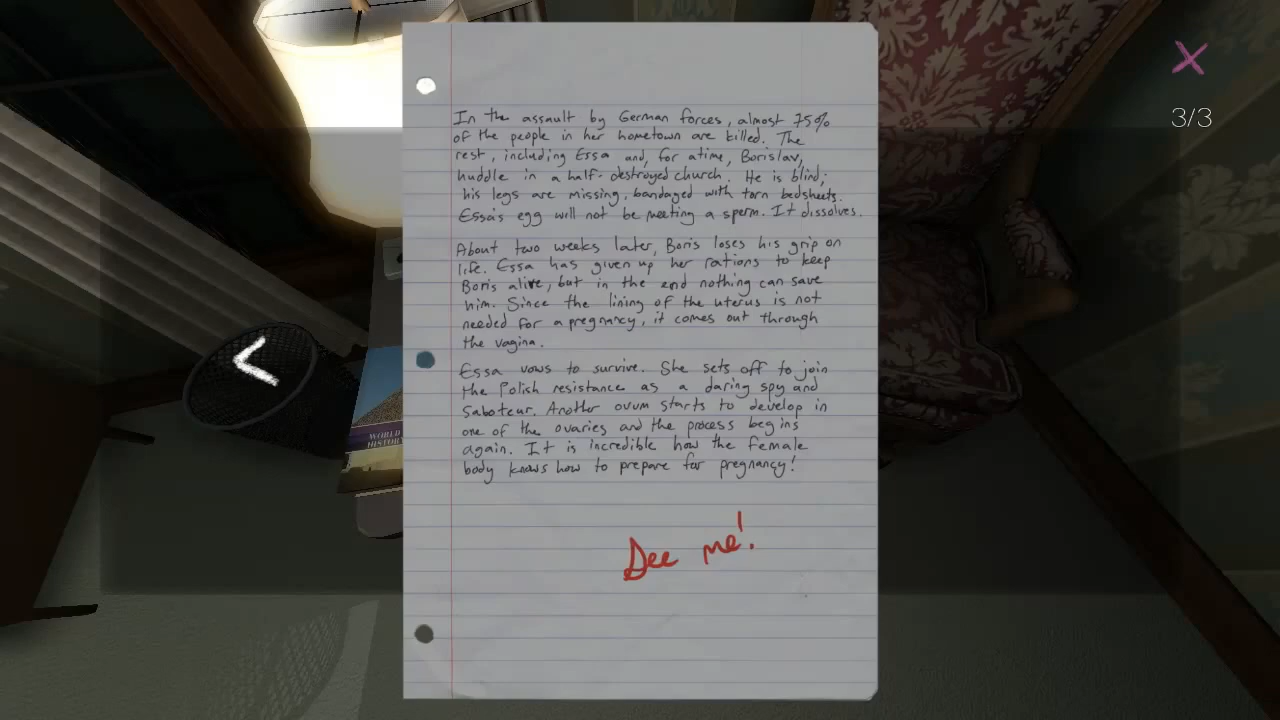 3/3
In the assault by German forces, almost 75%
of the people in her hometown are killed. The
rest, including Essa and, for a time, Borislav,
huddle in a half-destroyed church. He is blind;
his legs are missing, bandaged with torn bedsheets.
Essa's egg will not be meeting a sperm. It dissolves.
About two weeks later, Boris loses his grip on
life. Essa has given up her rations to keep
Boris alive, but in the end nothing can save
him. Since the lining of the uterus is not
needed for a pregnancy, it comes out through
the vagina.
Essa vows to survive. She sets off to join
the Polish resistance as a daring spy and
saboteur. Another ovum starts to develop in
one of the ovaries and the process begins
again. It is incredible how the female
body knows how to prepare for pregnancy!
See me!
WORLD
HISTORY